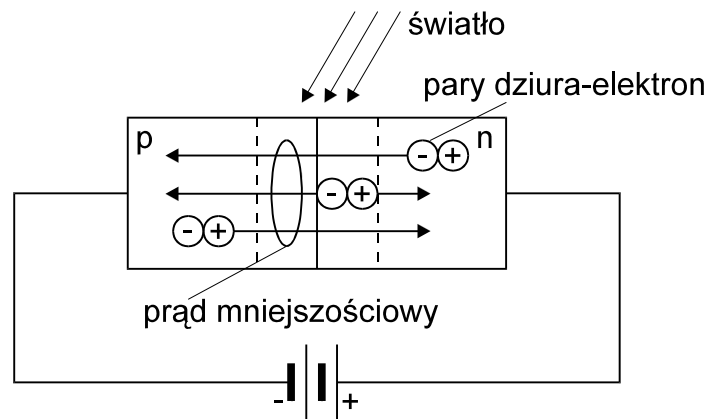 światło
pary dziura-elektron
p
n
- +
- +
- +
prąd mniejszościowy
- +